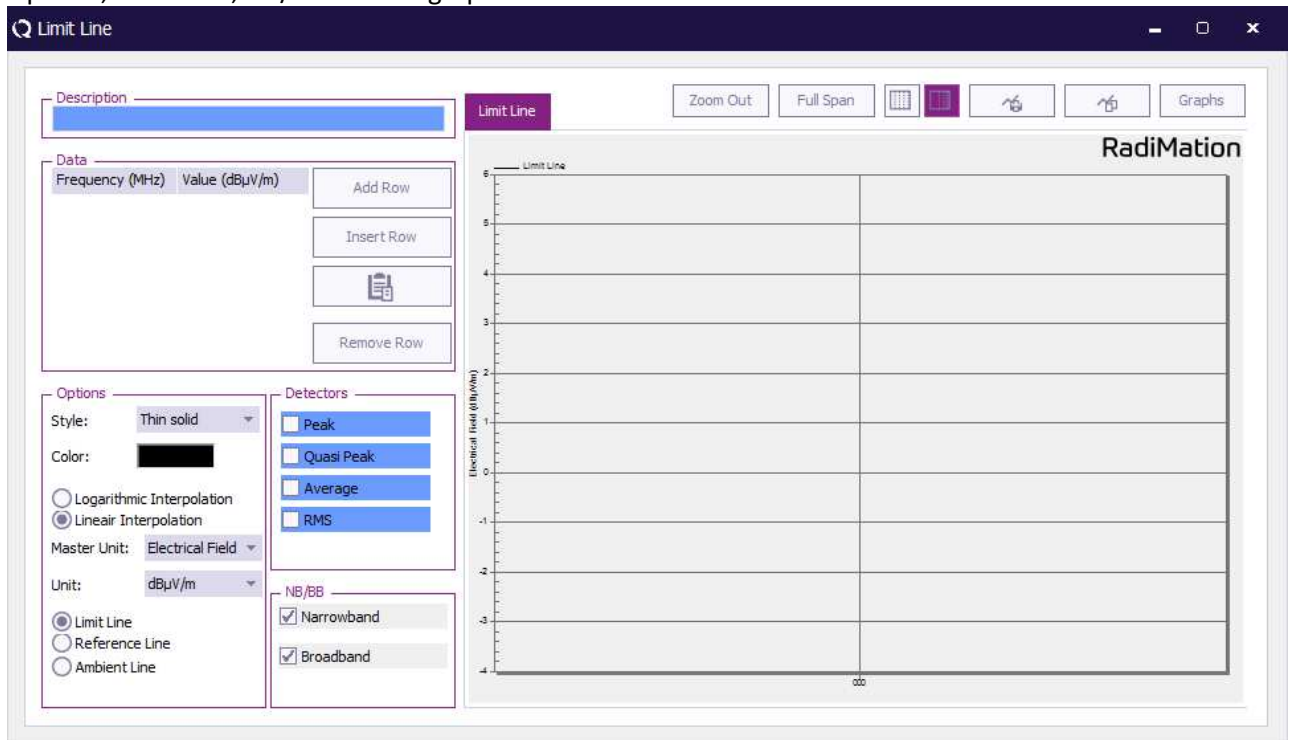 Limit Line
Description
Data
Frequency (MHz) Value (dBµV/m)
Add Row
Insert Row
Remove Row
Options
Style: Thin solid
Color:
Logarithmic Interpolation
Lineair Interpolation
Master Unit: Electrical Field
Unit: dBµV/m
Limit Line
Reference Line
Ambient Line
Detectors
Peak
Quasi Peak
Average
RMS
NB/BB
Narrowband
Broadband
Limit Line
Zoom Out Full Span Graphs
RadiMation
Limit Line
6
5
4
3
2
1
0
-1
-2
-3
-4
Electrical Field (dBµV/m)